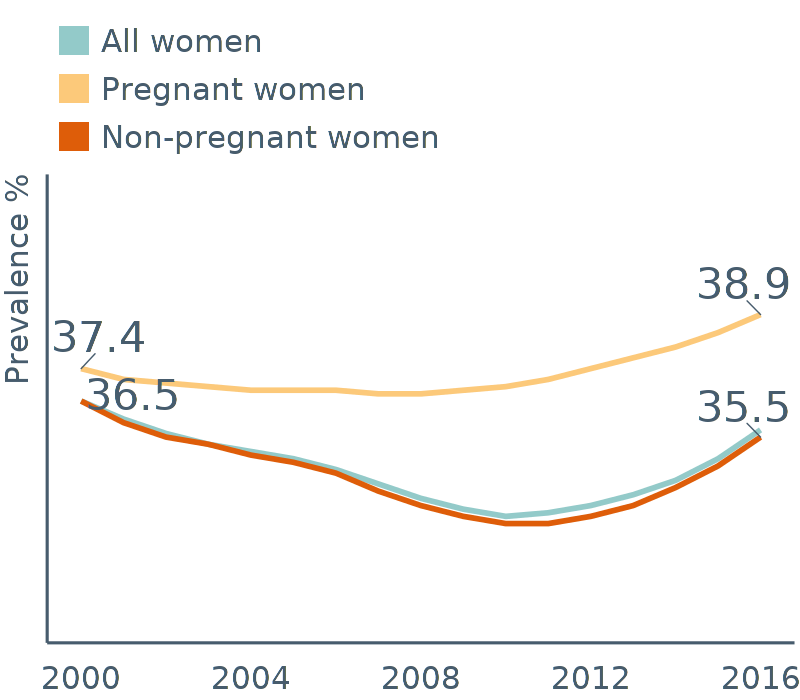 All women
Pregnant women
Non-pregnant women
Prevalence %
38.9
37.4
36.5
35.5
2000 2004 2008 2012 2016